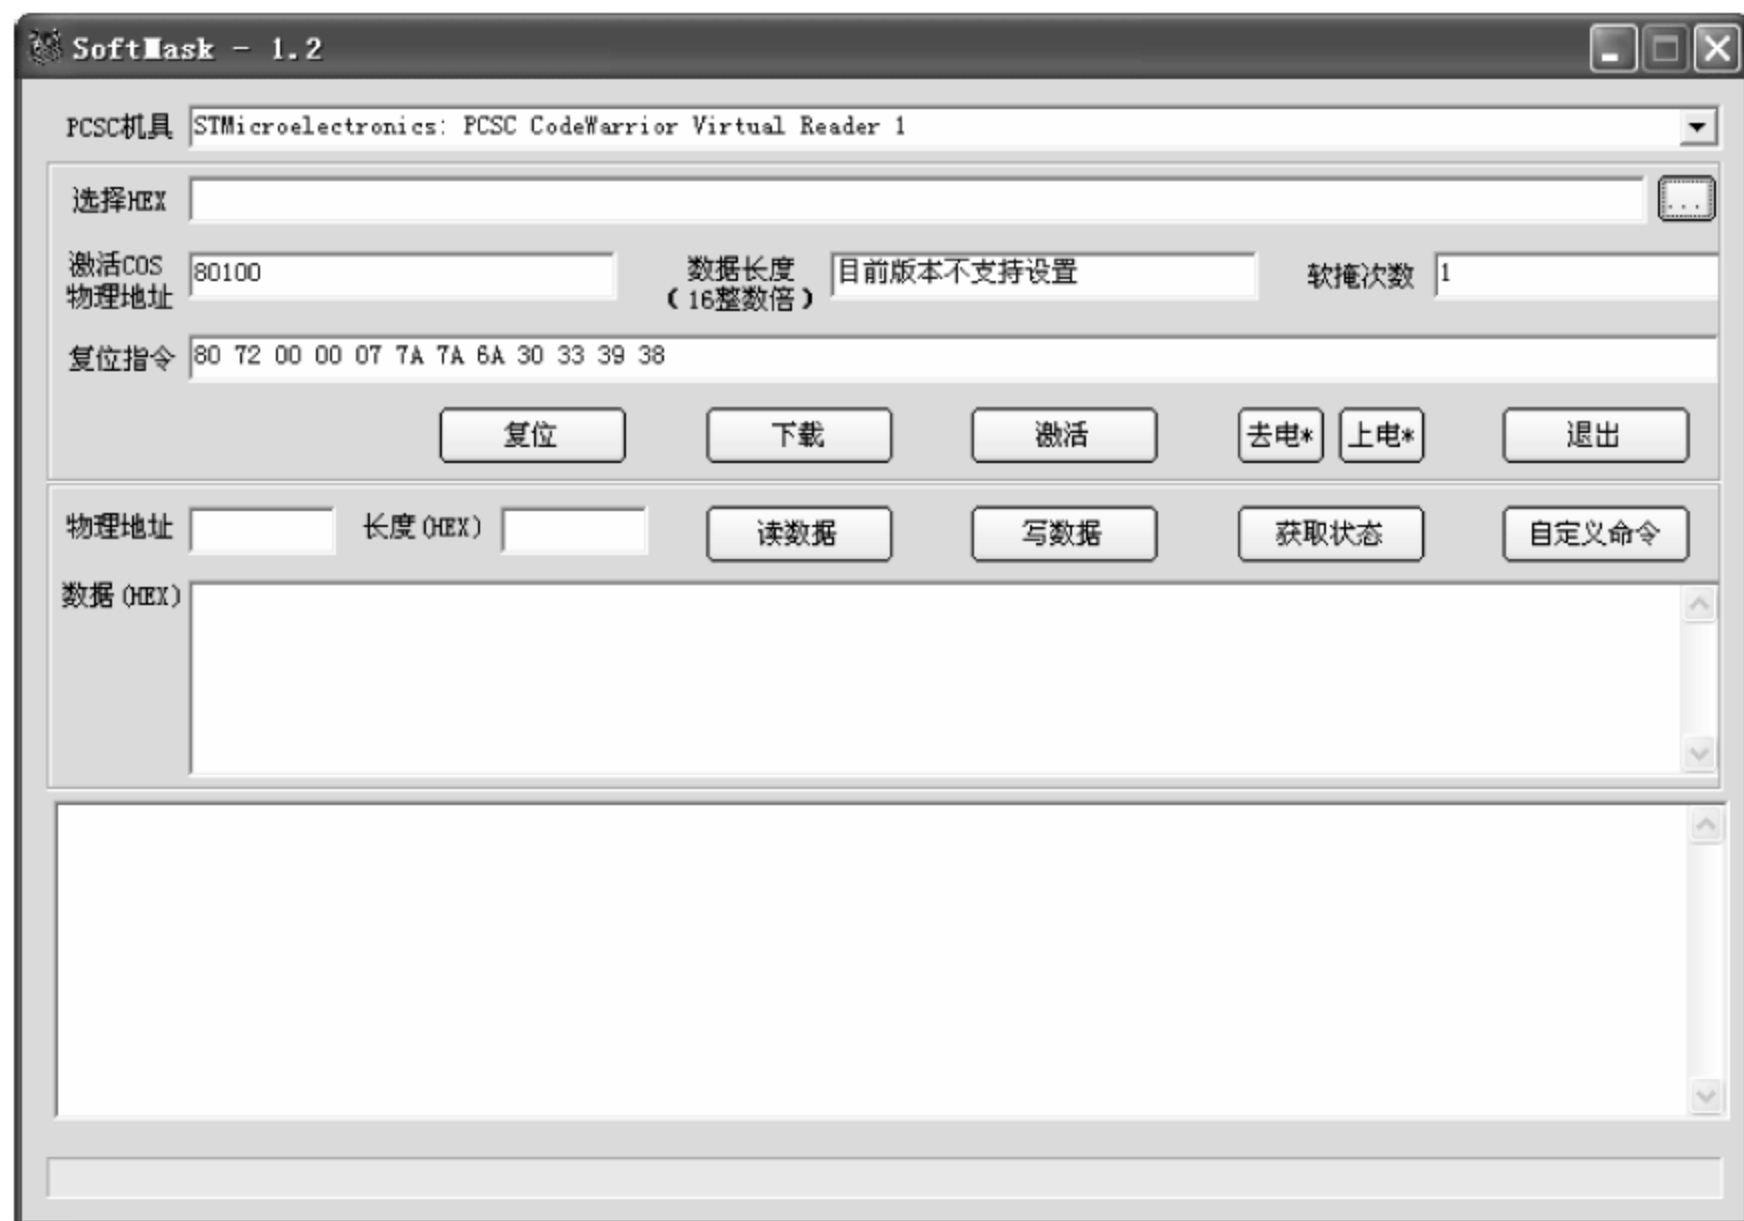 SoftMask - 1.2
PCSC机具 STMicroelectronics: PCSC CodeWarrior Virtual Reader 1
选择HEX ...
激活COS
物理地址 80100
数据长度
(16整数倍) 目前版本不支持设置
软掩次数 1
复位指令 80 72 00 00 07 7A 7A 6A 30 33 39 38
复位 下载 激活 去电* 上电* 退出
物理地址 长度(HEX) 读数据 写数据 获取状态 自定义命令
数据(HEX)